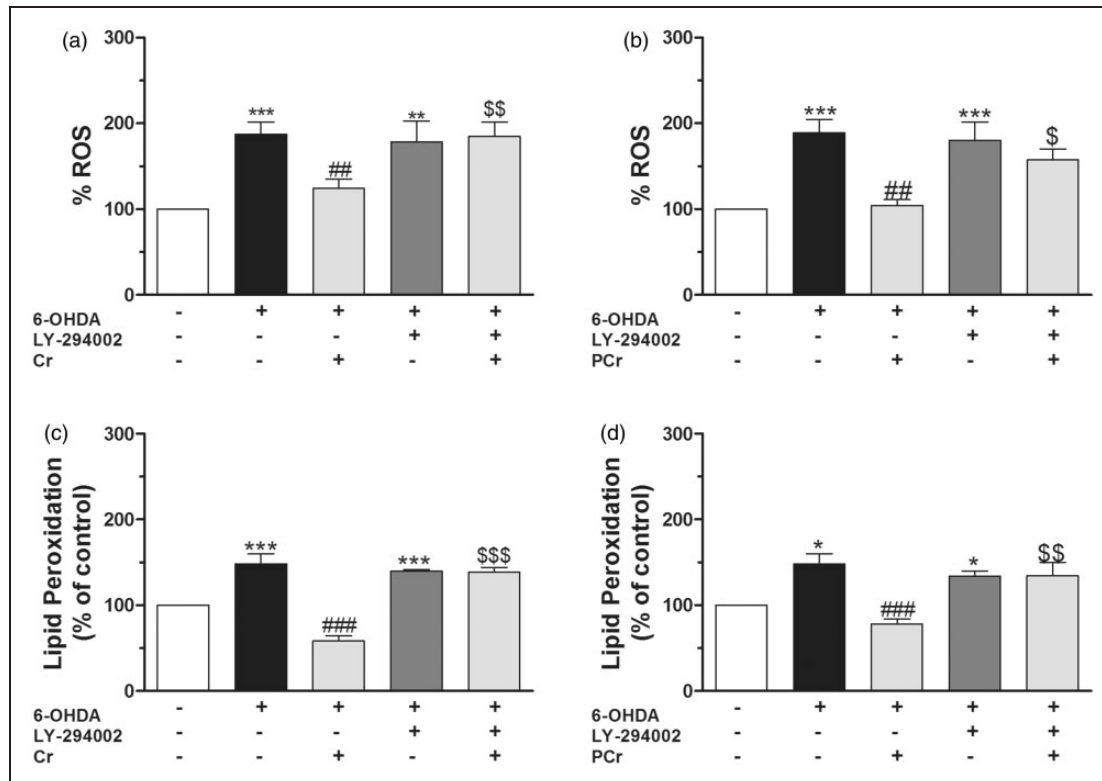 (a)
300
200
100
0
% ROS
*** ## ** $$
6-OHDA - + + + +
LY-294002 - - - + +
Cr - - + - +
(b)
300
200
100
0
% ROS
*** ## *** $
6-OHDA - + + + +
LY-294002 - - - + +
PCr - - + - +
(c)
300
200
100
0
Lipid Peroxidation
(% of control)
*** ### *** $$$
6-OHDA - + + + +
LY-294002 - - - + +
Cr - - + - +
(d)
300
200
100
0
Lipid Peroxidation
(% of control)
* ### * $$
6-OHDA - + + + +
LY-294002 - - - + +
PCr - - + - +